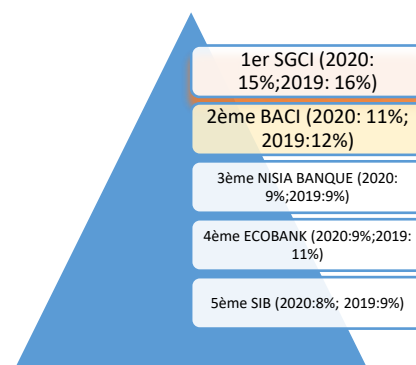 1er SGCI (2020:
15%;2019: 16%)
2ème BACI (2020: 11%;
2019:12%)
3ème NISIA BANQUE (2020:
9%;2019:9%)
4ème ECOBANK (2020:9%;2019:
11%)
5ème SIB (2020:8%; 2019:9%)